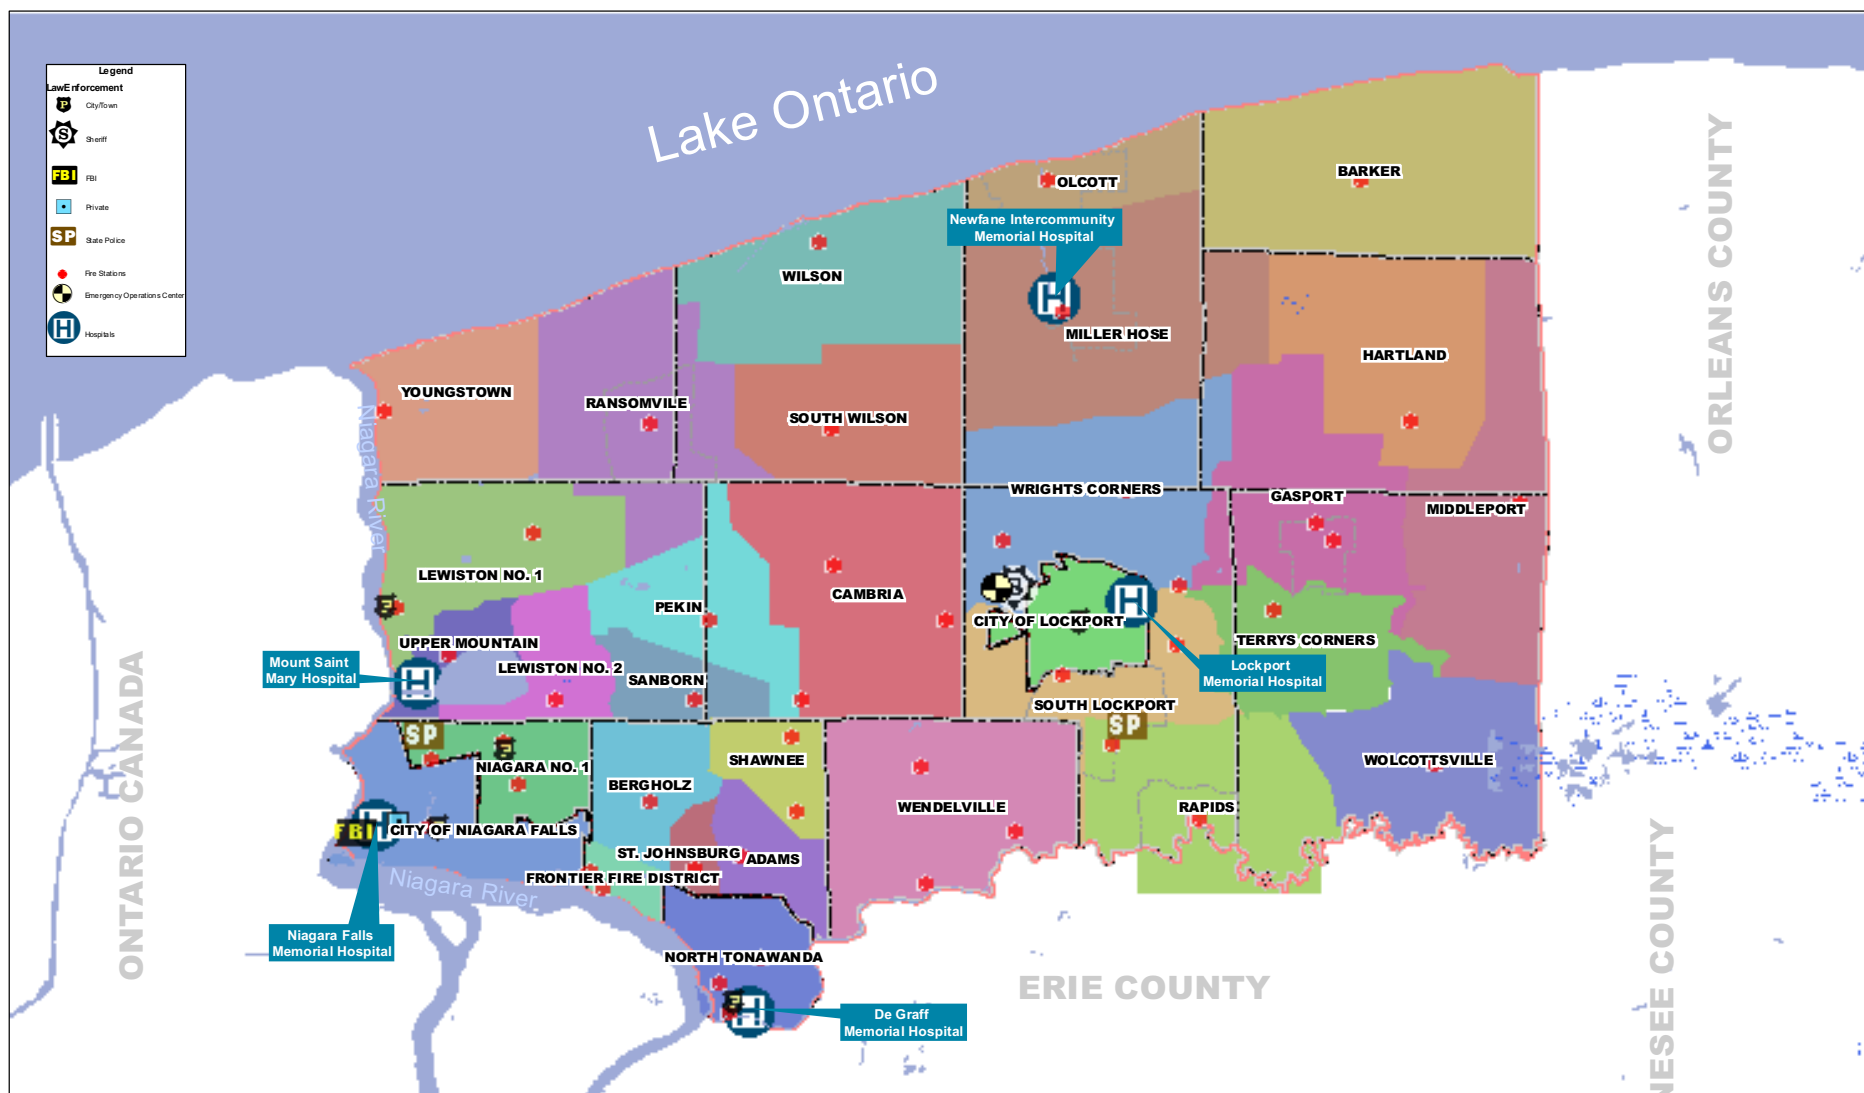 Legend
LawEnforcement
P
City/Town
S
Sheriff
FBI
FBI
Private
SP
State Police
Fire Stations
Emergency Operations Center
H
Hospitals
Lake Ontario
ORLEANS COUNTY
BARKER
OLCOTT
Newfane Intercommunity
Memorial Hospital
WILSON
H
MILLER HOSE
HARTLAND
YOUNGSTOWN
RANSOMVILE
SOUTH WILSON
Niagara River
WRIGHTS CORNERS
GASPORT
MIDDLEPORT
LEWISTON NO. 1
PEKIN
CAMBRIA
S
H
CITY OF LOCKPORT
TERRYS CORNERS
UPPER MOUNTAIN
LEWISTON NO. 2
SANBORN
Mount Saint
Mary Hospital
H
Lockport
Memorial Hospital
SOUTH LOCKPORT
SP
SP
ONTARIO CANADA
NIAGARA NO. 1
BERGHOLZ
SHAWNEE
WOLCOTTSVILLE
WENDELVILLE
RAPIDS
FBI
H
CITY OF NIAGARA FALLS
ST. JOHNSBURG
ADAMS
FRONTIER FIRE DISTRICT
Niagara River
Niagara Falls
Memorial Hospital
NORTH TONAWANDA
ERIE COUNTY
H
De Graff
Memorial Hospital
NESEE COUNTY